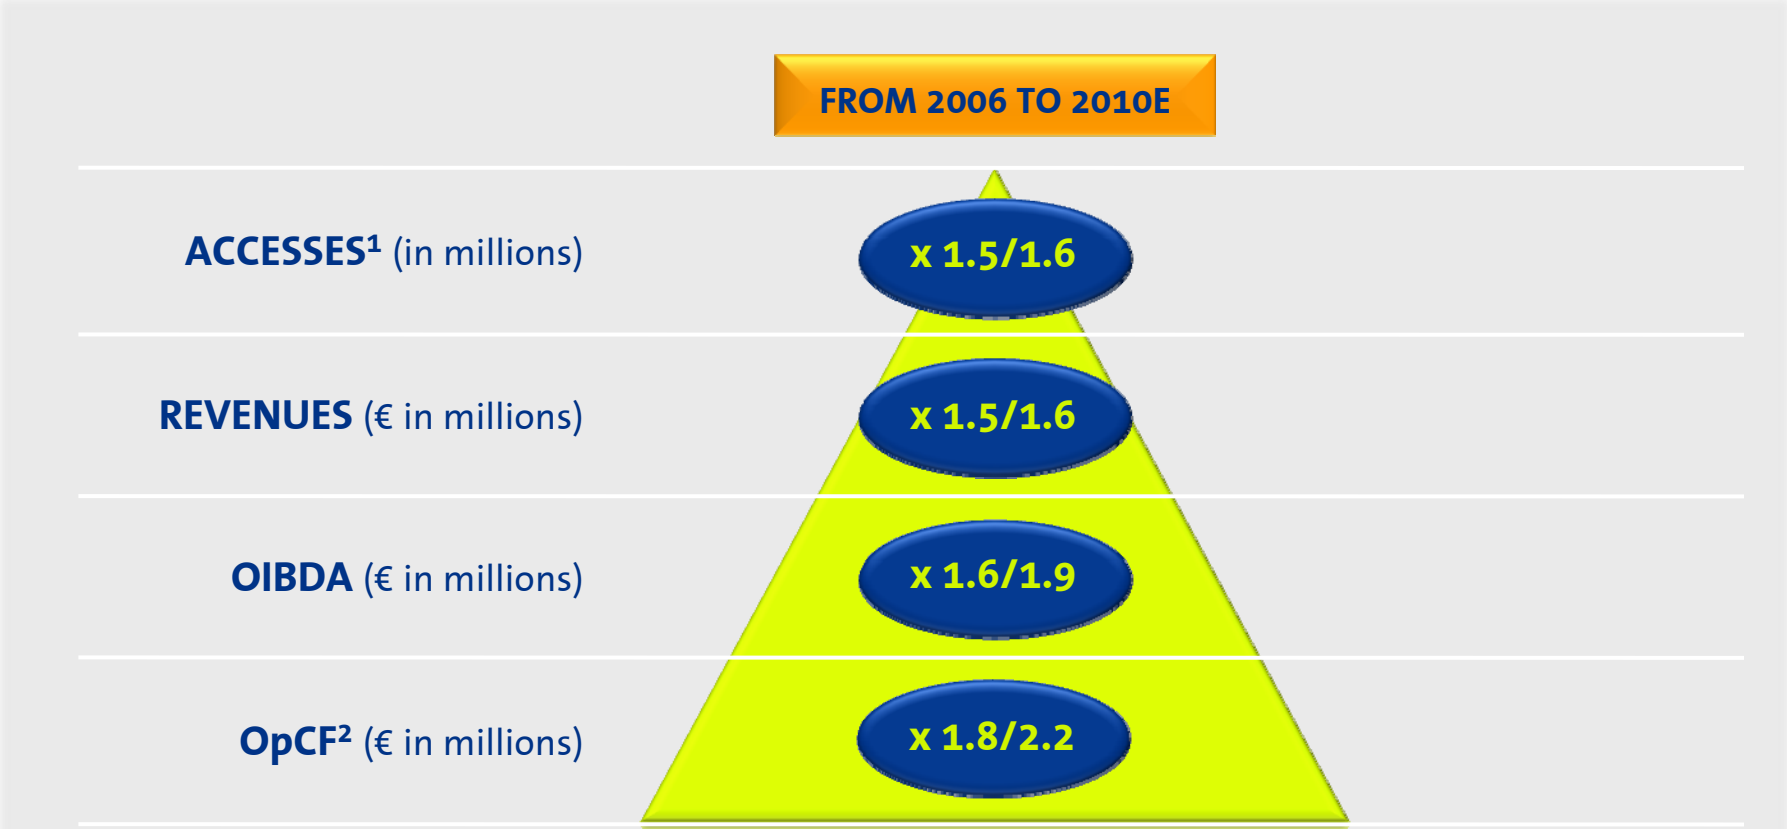 FROM 2006 TO 2010E
ACCESSES¹ (in millions) x 1.5/1.6
REVENUES (€ in millions) x 1.5/1.6
OIBDA (€ in millions) x 1.6/1.9
OpCF² (€ in millions) x 1.8/2.2